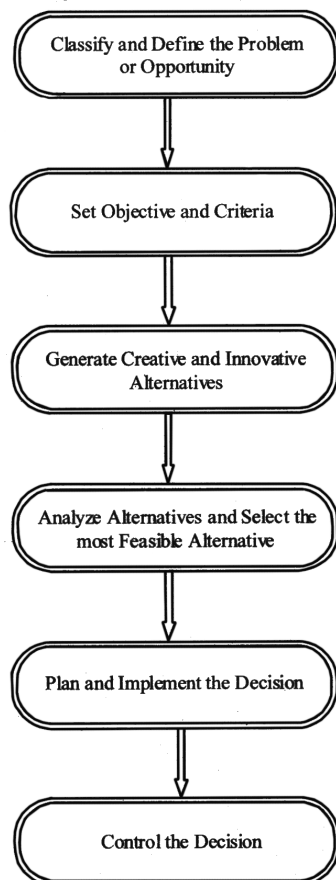 Classify and Define the Problem
or Opportunity
Set Objective and Criteria
Generate Creative and Innovative
Alternatives
Analyze Alternatives and Select the
most Feasible Alternative
Plan and Implement the Decision
Control the Decision